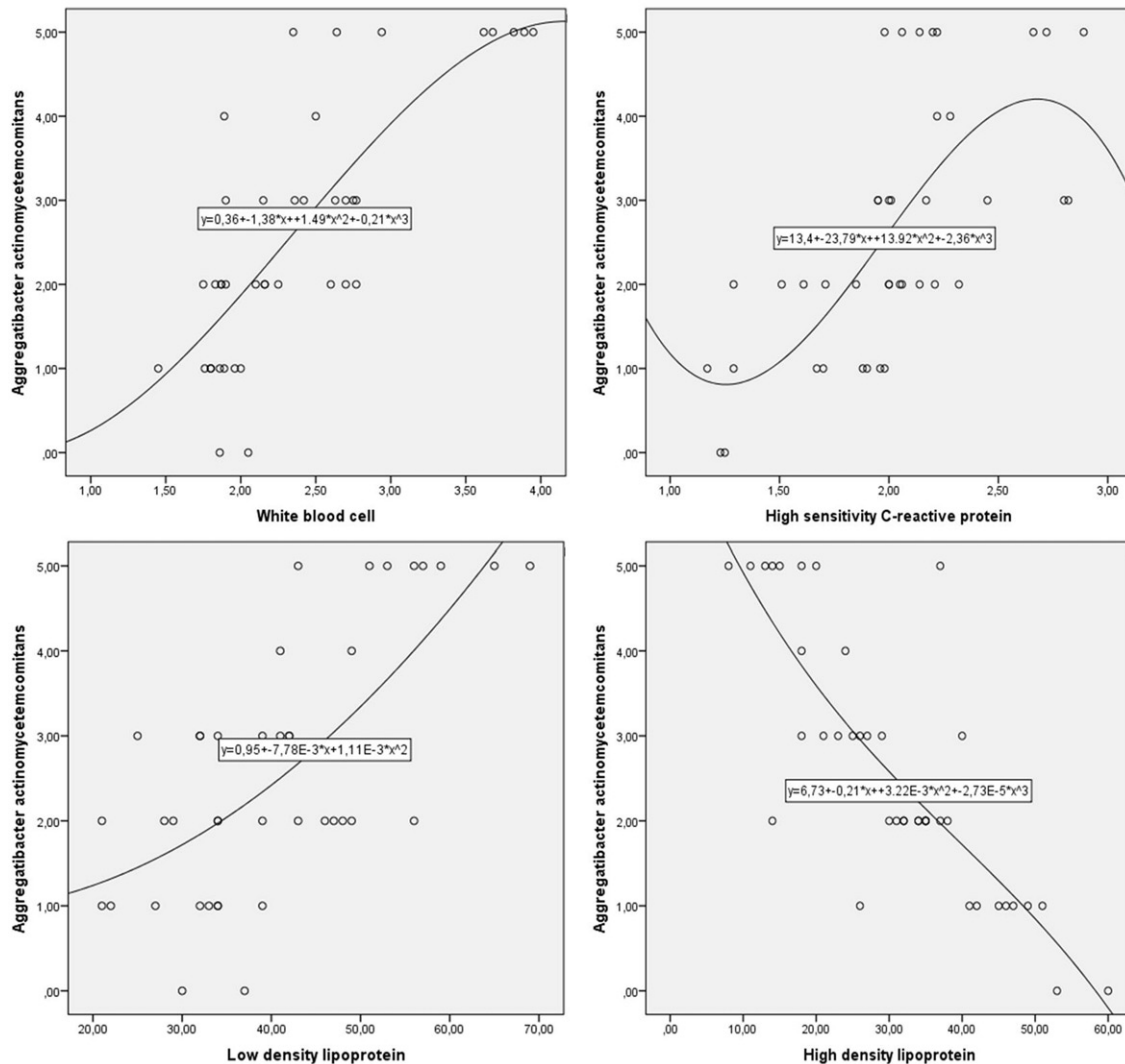 Aggregatibacter actinomycetemcomitans
5,00
4,00
3,00
2,00
1,00
,00
y=0,36+-1,38*x++1.49*x^2+-0,21*x^3
1,00 1,50 2,00 2,50 3,00 3,50 4,00
White blood cell
Aggregatibacter actinomycetemcomitans
5,00
4,00
3,00
2,00
1,00
,00
y=13,4+-23,79*x++13.92*x^2+-2,36*x^3
1,00 1,50 2,00 2,50 3,00
High sensitivity C-reactive protein
Aggregatibacter actinomycetemcomitans
5,00
4,00
3,00
2,00
1,00
,00
y=0,95+-7,78E-3*x+1,11E-3*x^2
20,00 30,00 40,00 50,00 60,00 70,00
Low density lipoprotein
Aggregatibacter actinomycetemcomitans
5,00
4,00
3,00
2,00
1,00
,00
y=6,73+-0,21*x++3.22E-3*x^2+-2,73E-5*x^3
,00 10,00 20,00 30,00 40,00 50,00 60,00
High density lipoprotein